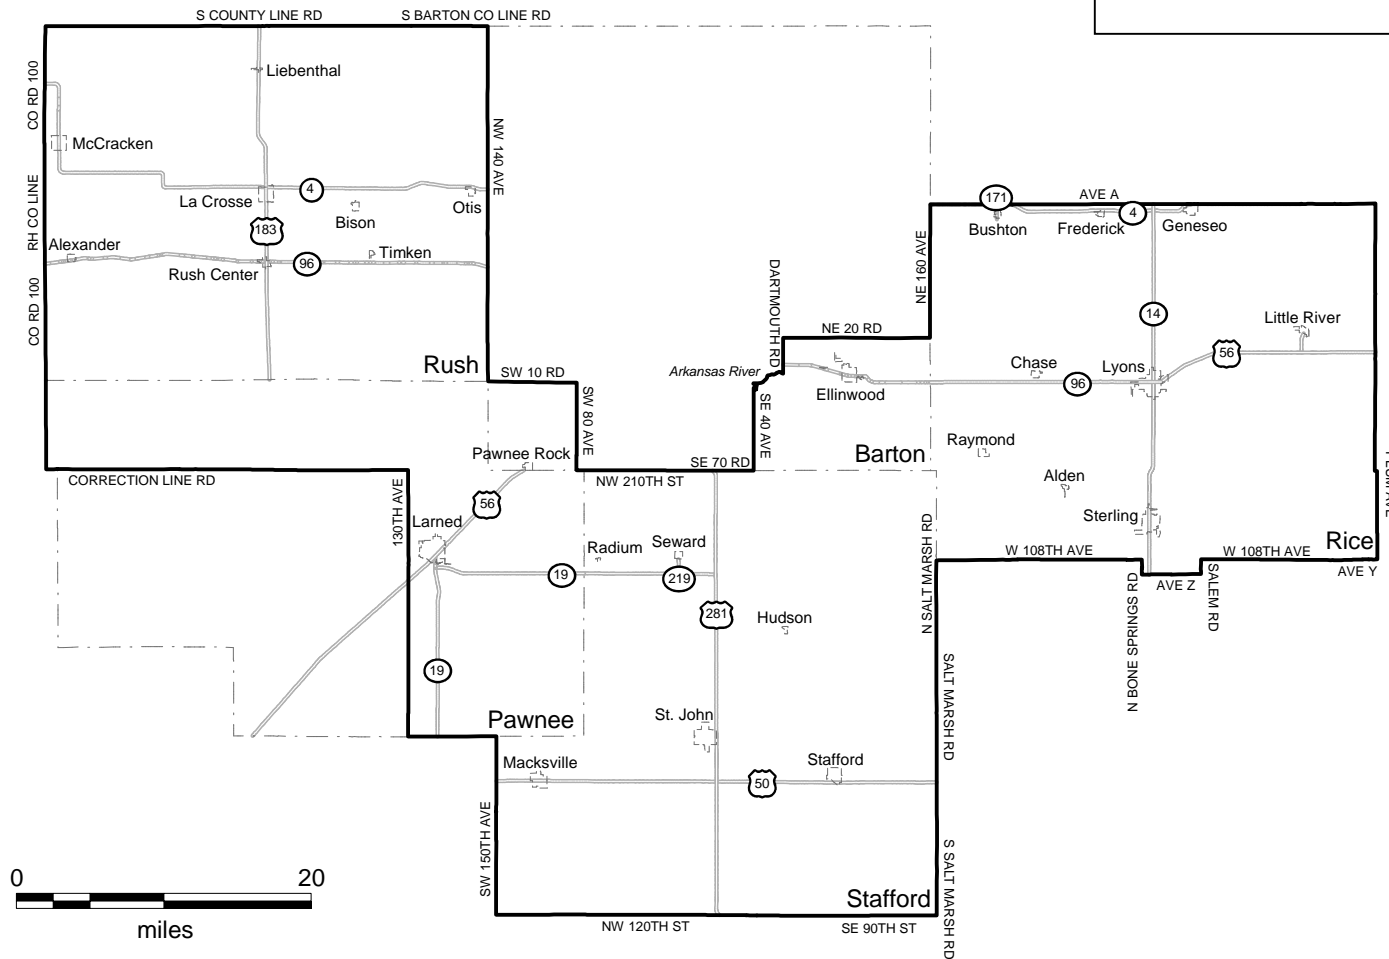 S COUNTY LINE RD
S BARTON CO LINE RD
CO RD 100
Liebenthal
McCracken
NW 140 AVE
4
La Crosse
Bison
Otis
RH CO LINE
183
Alexander
Timken
Rush Center
96
CO RD 100
Rush
SW 10 RD
171
AVE A
Bushton
Frederick
4
Geneseo
NE 160 AVE
DARTMOUTH RD
NE 20 RD
14
Little River
56
Arkansas River
Chase
Lyons
96
Ellinwood
SW 80 AVE
SE 40 AVE
Raymond
Barton
Pawnee Rock
SE 70 RD
NW 210TH ST
CORRECTION LINE RD
130TH AVE
56
Alden
Larned
Sterling
Radium
Seward
N SALT MARSH RD
W 108TH AVE
W 108TH AVE
Rice
19
219
AVE Z
AVE Y
N BONE SPRINGS RD
SALEM RD
281
Hudson
19
SALT MARSH RD
Pawnee
St. John
Macksville
Stafford
50
SW 150TH AVE
S SALT MARSH RD
Stafford
NW 120TH ST
SE 90TH ST
0 20
miles